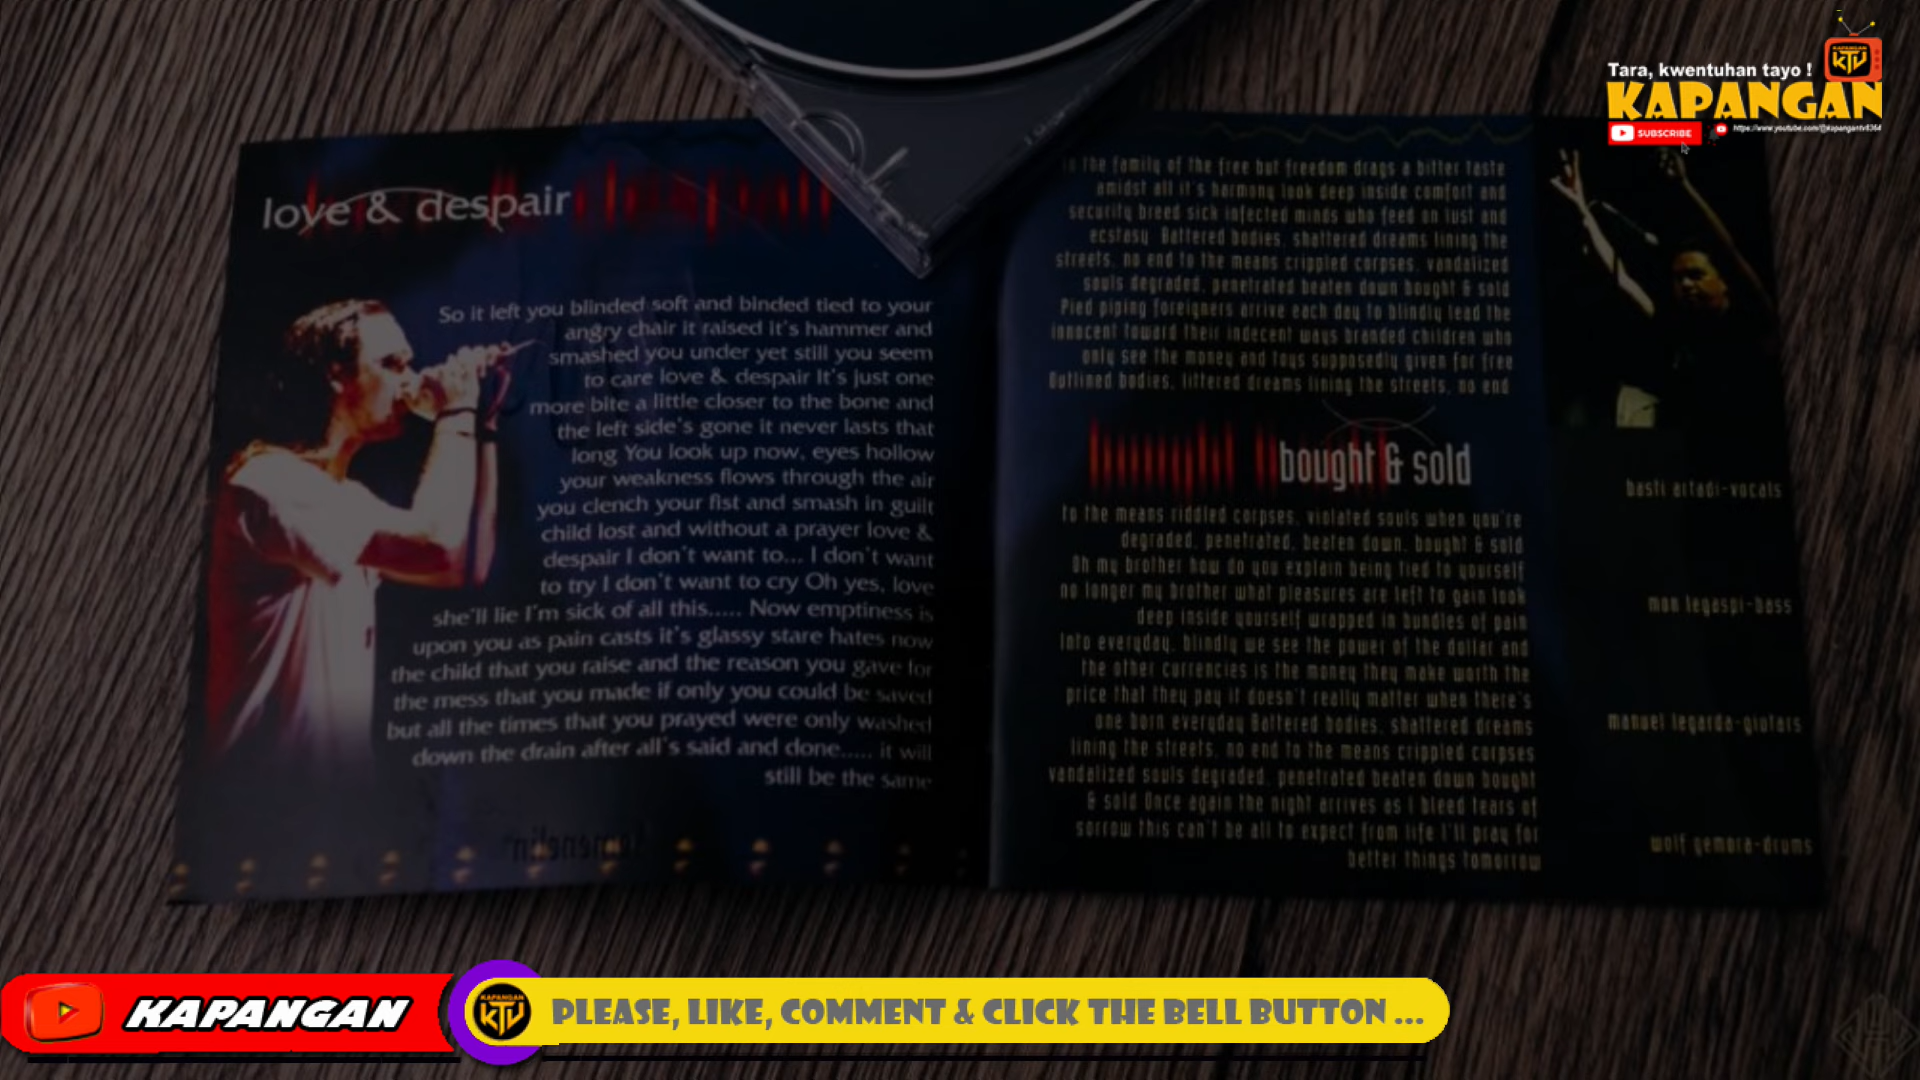 Tara, kwentuhan tayo !
KAPANGAN
KAPANGAN
KTV
SUBSCRIBE
https://www.youtube.com/@kapangantv8364
love & despair
So it left you blinded soft and binded tied to your
angry chair it raised it's hammer and
smashed you under yet still you seem
to care love & despair It's just one
more bite a little closer to the bone and
the left side's gone it never lasts that
long You look up now, eyes hollow
your weakness flows through the air
you clench your fist and smash in guilt
child lost and without a prayer love &
despair I don't want to... I don't want
to try I don't want to cry Oh yes, love
she'll lie I'm sick of all this..... Now emptiness is
upon you as pain casts it's glassy stare hates now
the child that you raise and the reason you gave for
the mess that you made if only you could be saved
but all the times that you prayed were only washed
down the drain after all's said and done..... it will
still be the same
In the family of the free but freedom drags a bitter taste
amidst all it's harmony look deep inside comfort and
security breed sick infected minds who feed on lust and
ecstasy Battered bodies, shattered dreams lining the
streets, no end to the means crippled corpses, vandalized
souls degraded, penetrated beaten down bought & sold
Pied piping foreigners arrive each day to blindly lead the
innocent toward their indecent ways branded children who
only see the money and toys supposedly given for free
Outlined bodies, littered dreams lining the streets, no end
bought & sold
to the means riddled corpses, violated souls when you're
degraded, penetrated, beaten down, bought & sold
Oh my brother how do you explain being tied to yourself
no longer my brother what pleasures are left to gain look
deep inside yourself wrapped in bundles of pain
Into everyday, blindly we see the power of the dollar and
the other currencies is the money they make worth the
price that they pay it doesn't really matter when there's
one born everyday Battered bodies, shattered dreams
lining the streets, no end to the means crippled corpses
vandalized souls degraded, penetrated beaten down bought
& sold Once again the night arrives as I bleed tears of
sorrow this can't be all to expect from life I'll pray for
better things tomorrow
basti artadi-vocals
mon legaspi-bass
manuel legarda-giutars
wolf gemora-drums
KAPANGAN
KAPANGAN
KTV
PLEASE, LIKE, COMMENT & CLICK THE BELL BUTTON ...